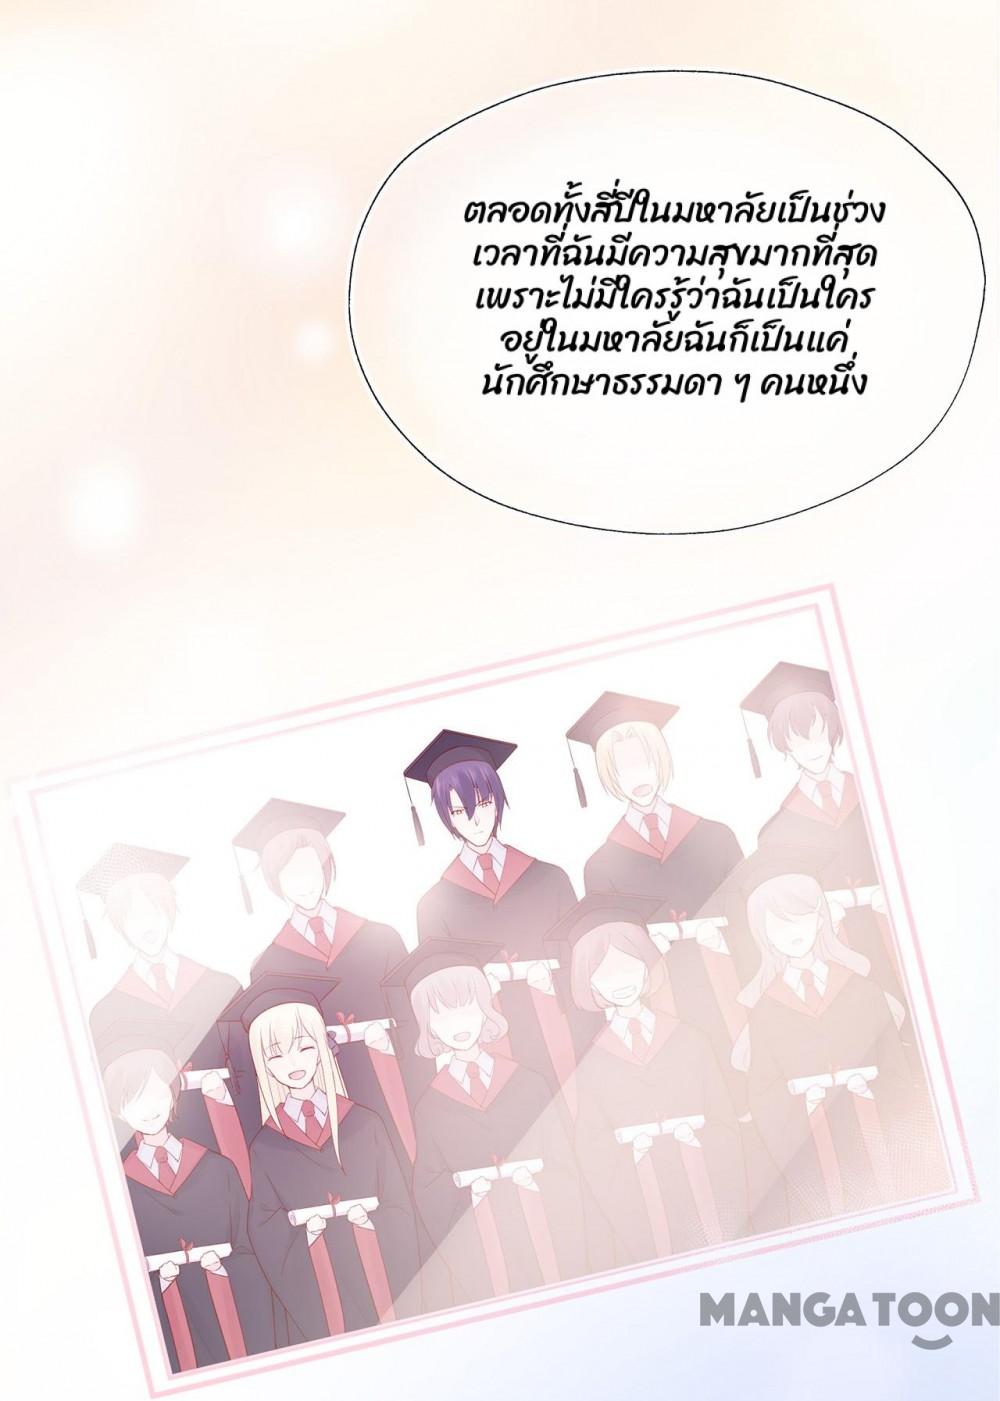 ตลอดทั้งสี่ปีในมหาลัยเป็นช่วง
เวลาที่ฉันมีความสุขมากที่สุด
เพราะไม่มีใครรู้ว่าฉันเป็นใคร
อยู่ในมหาลัยฉันก็เป็นแค่
นักศึกษาธรรมดา ๆ คนหนึ่ง
MANGATOON